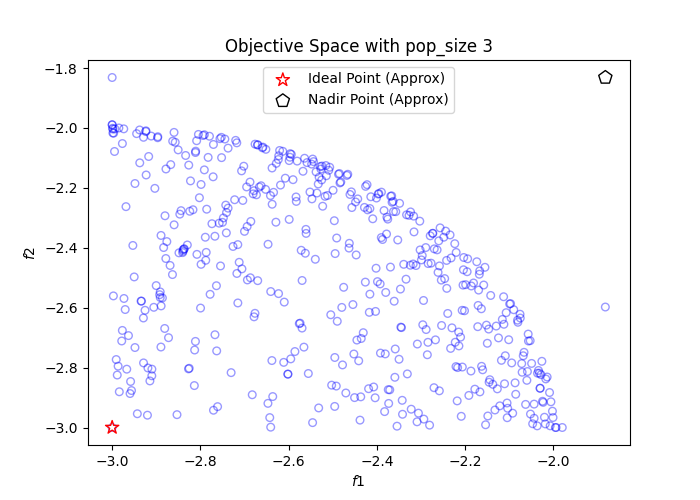 Objective Space with pop_size 3
Ideal Point (Approx)
Nadir Point (Approx)
−1.8
−2.0
−2.2
−2.4
−2.6
−2.8
−3.0
f2
−3.0 −2.8 −2.6 −2.4 −2.2 −2.0
f1